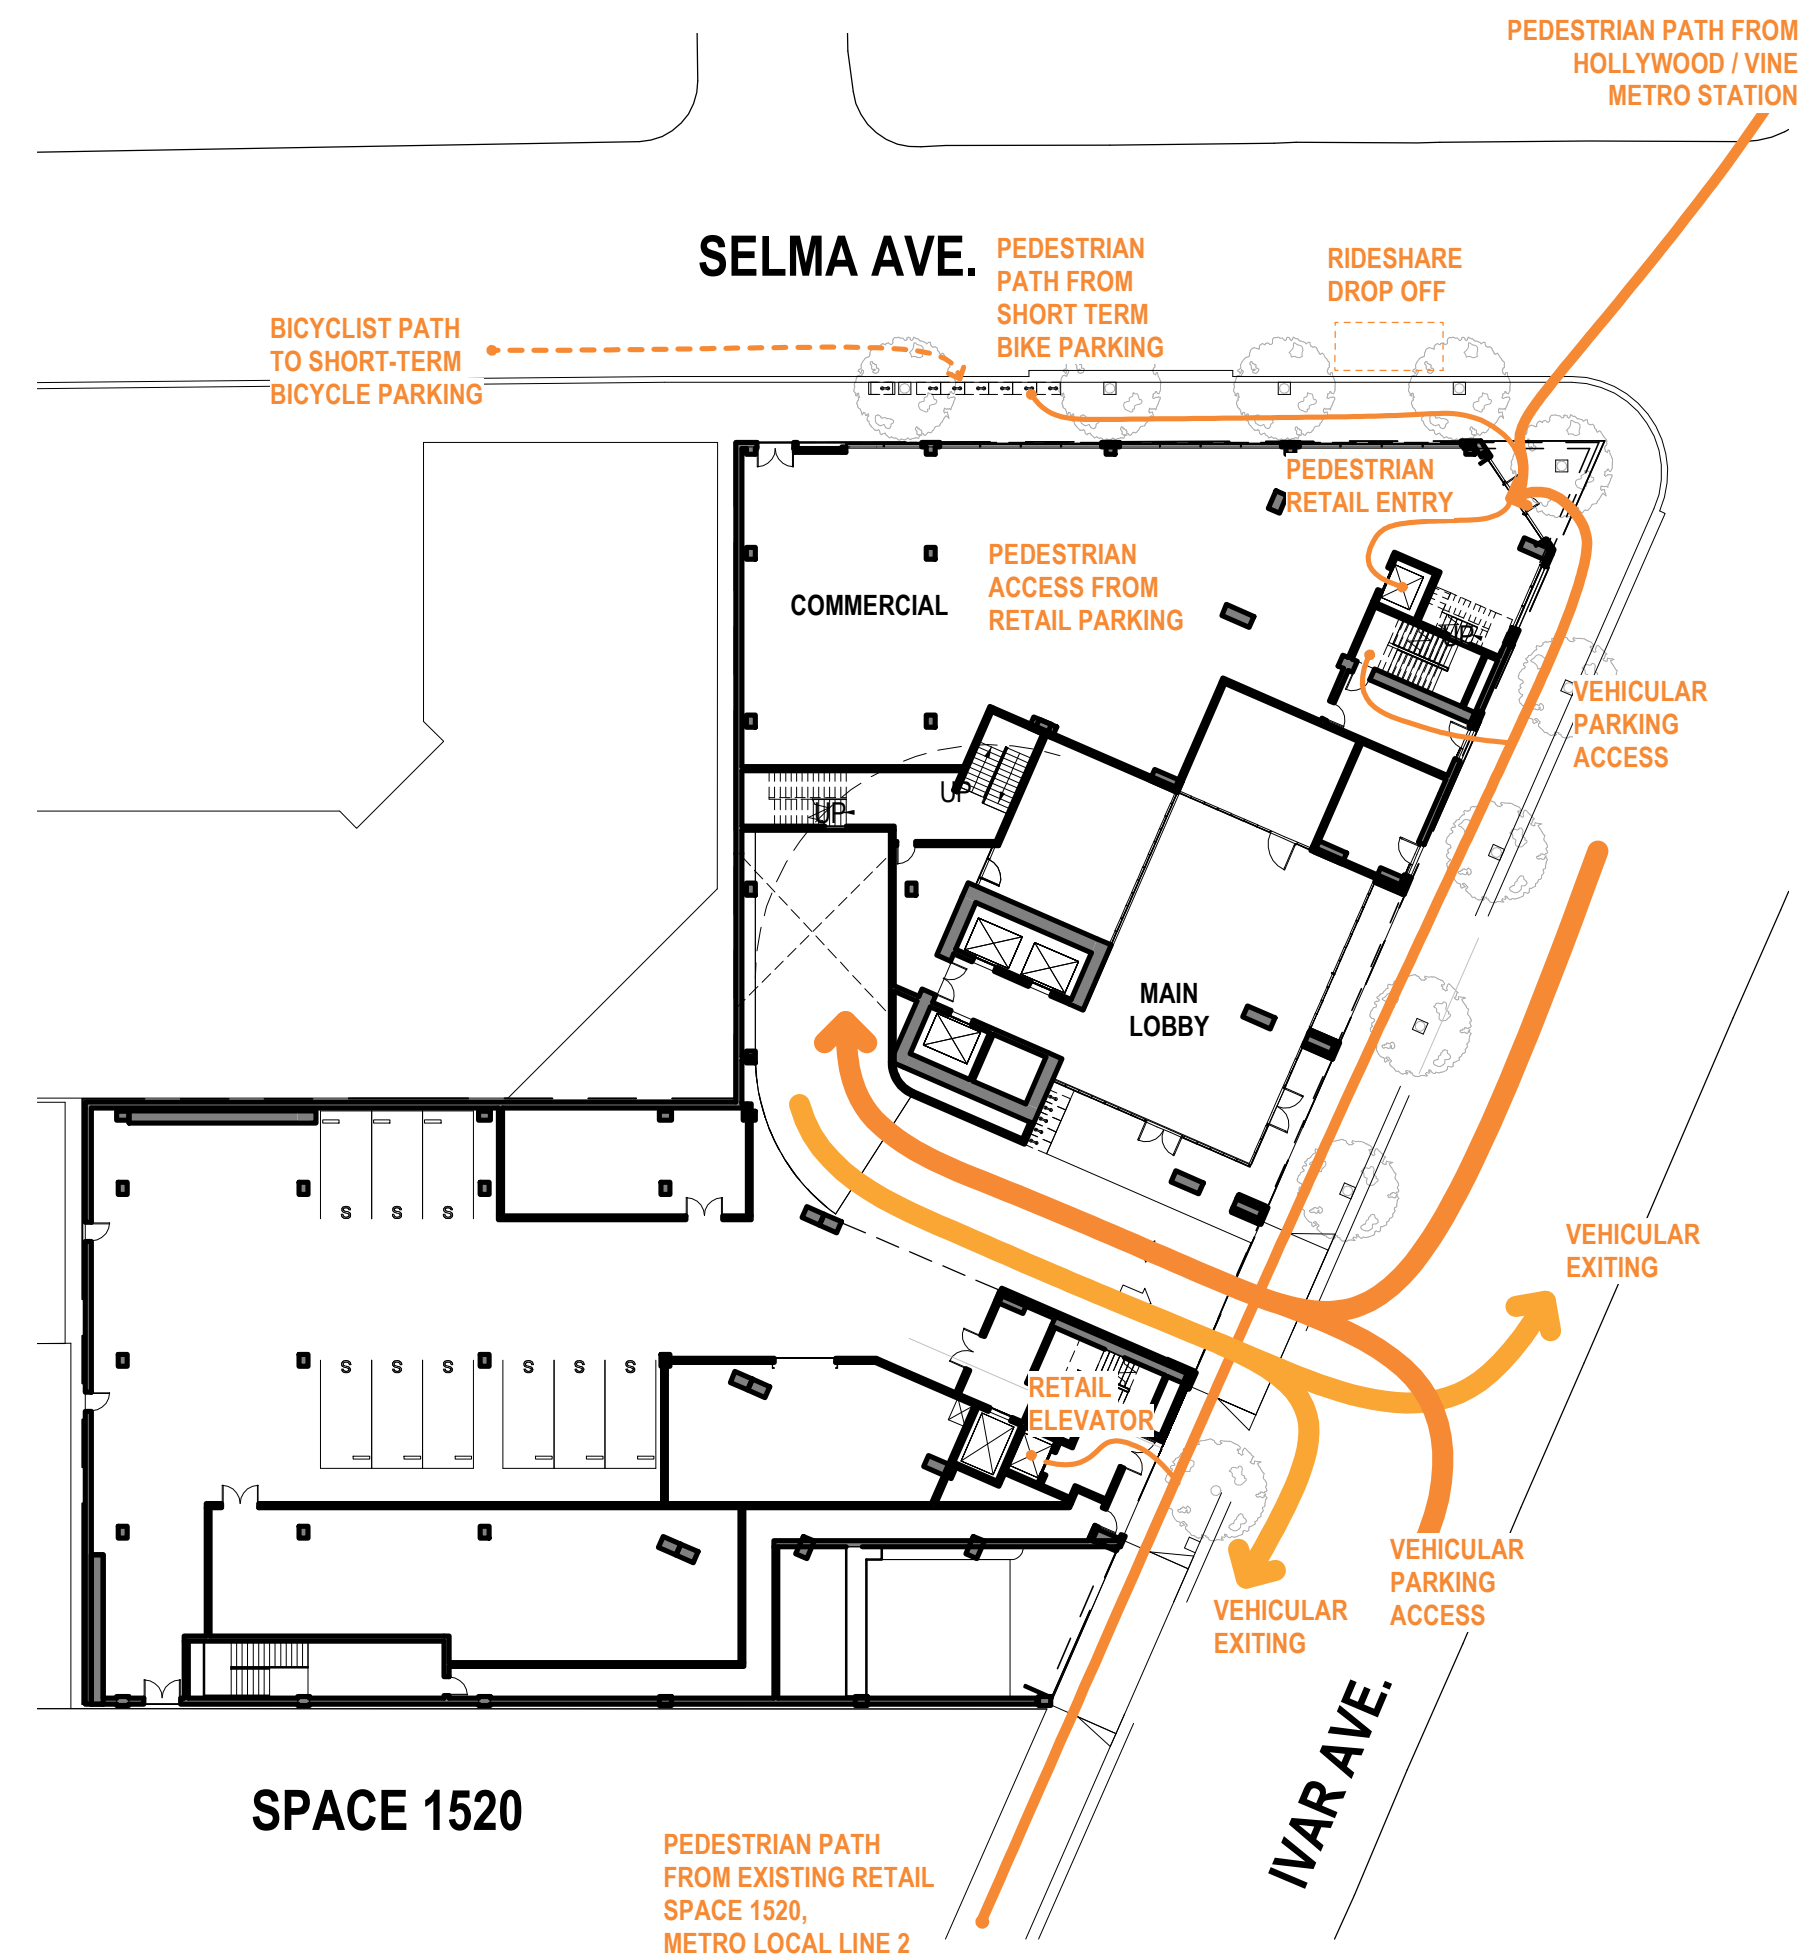 PEDESTRIAN PATH FROM
HOLLYWOOD / VINE
METRO STATION
SELMA AVE.
PEDESTRIAN
PATH FROM
SHORT TERM
BIKE PARKING
RIDESHARE
DROP OFF
BICYCLIST PATH
TO SHORT-TERM
BICYCLE PARKING
PEDESTRIAN
RETAIL ENTRY
PEDESTRIAN
ACCESS FROM
RETAIL PARKING
COMMERCIAL
UP
VEHICULAR
PARKING
ACCESS
UP
UP
MAIN
LOBBY
S S S
VEHICULAR
EXITING
S S S S S S
RETAIL
ELEVATOR
VEHICULAR
PARKING
ACCESS
VEHICULAR
EXITING
IVAR AVE.
SPACE 1520
PEDESTRIAN PATH
FROM EXISTING RETAIL
SPACE 1520,
METRO LOCAL LINE 2